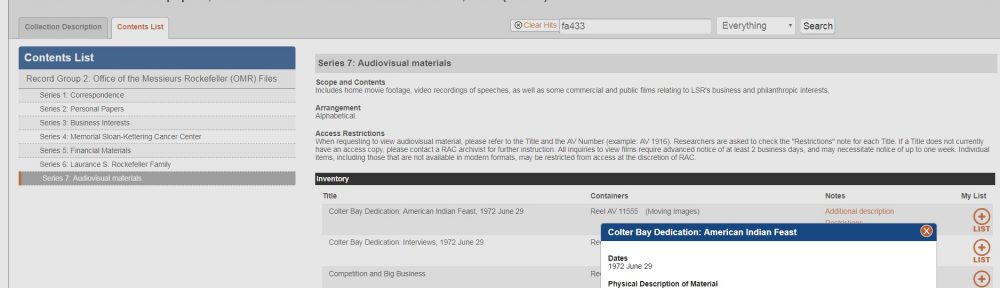 Collection Description
Contents List
Clear Hits
fa433
Everything
Search
Contents List
Record Group 2: Office of the Messieurs Rockefeller (OMR) Files
Series 1: Correspondence
Series 2: Personal Papers
Series 3: Business Interests
Series 4: Memorial Sloan-Kettering Cancer Center
Series 5: Financial Materials
Series 6: Laurance S. Rockefeller Family
Series 7: Audiovisual materials
Series 7: Audiovisual materials
Scope and Contents
Includes home movie footage, video recordings of speeches, as well as some commercial and public films relating to LSR's business and philanthropic interests.
Arrangement
Alphabetical.
Access Restrictions
When requesting to view audiovisual material, please refer to the Title and the AV Number (example: AV 1916). Researchers are asked to check the "Restrictions" note for each Title. If a Title does not currently
have an access copy, please contact a RAC archivist for further instruction. All inquiries to view films require advanced notice of at least 2 business days, and may necessitate notice of up to one week. Individual
items, including those that are not available in modern formats, may be restricted from access at the discretion of RAC.
Inventory
Title Containers Notes My List
Colter Bay Dedication: American Indian Feast, 1972 June 29 Reel AV 11555 (Moving Images) Additional description
LIST
Colter Bay Dedication: Interviews, 1972 June 29
LIST
Competition and Big Business
Colter Bay Dedication: American Indian Feast
Dates
1972 June 29
Physical Description of Material